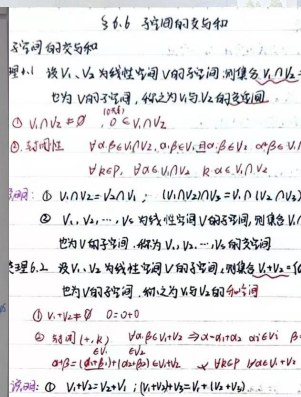 §6.6 子空间的交与和
子空间的交与和
理6.1 设V₁、V₂为线性空间V的子空间,则集合V₁∩V₂=
也为V的子空间,称之为V₁与V₂的交空间
① V₁∩V₂≠∅ 0∈V₁∩V₂
② 封闭性 ∀α,β∈V₁∩V₂, α,β∈V₁且α,β∈V₂ α+β∈V₁
∀k∈P, ∀α∈V₁∩V₂ k·α∈V₁∩V₂
说明: ① V₁∩V₂=V₂∩V₁ ; (V₁∩V₂)∩V₃=V₁∩(V₂∩V₃)
② V₁、V₂、…、Vs为线性空间V的子空间,则集合V₁∩
也为V的子空间.称为V₁、V₂、…、Vs的交空间
定理6.2 设V₁、V₂为线性空间V的子空间,则集合V₁+V₂={
也为V的子空间.称之为V₁与V₂的和空间
① V₁+V₂≠∅ 0=0+0
② 封闭(+,k) ∀α,β∈V₁+V₂ ⇒α=α₁+α₂ αi∈Vi β=
∈V₁ ∈V₂
α+β=(α₁+β₁)+(α₂+β₂)∈V₁+V₂ ∀k∈P ∀α∈V₁+V₂
说明: ① V₁+V₂=V₂+V₁ ; (V₁+V₂)+V₃=V₁+(V₂+V₃)